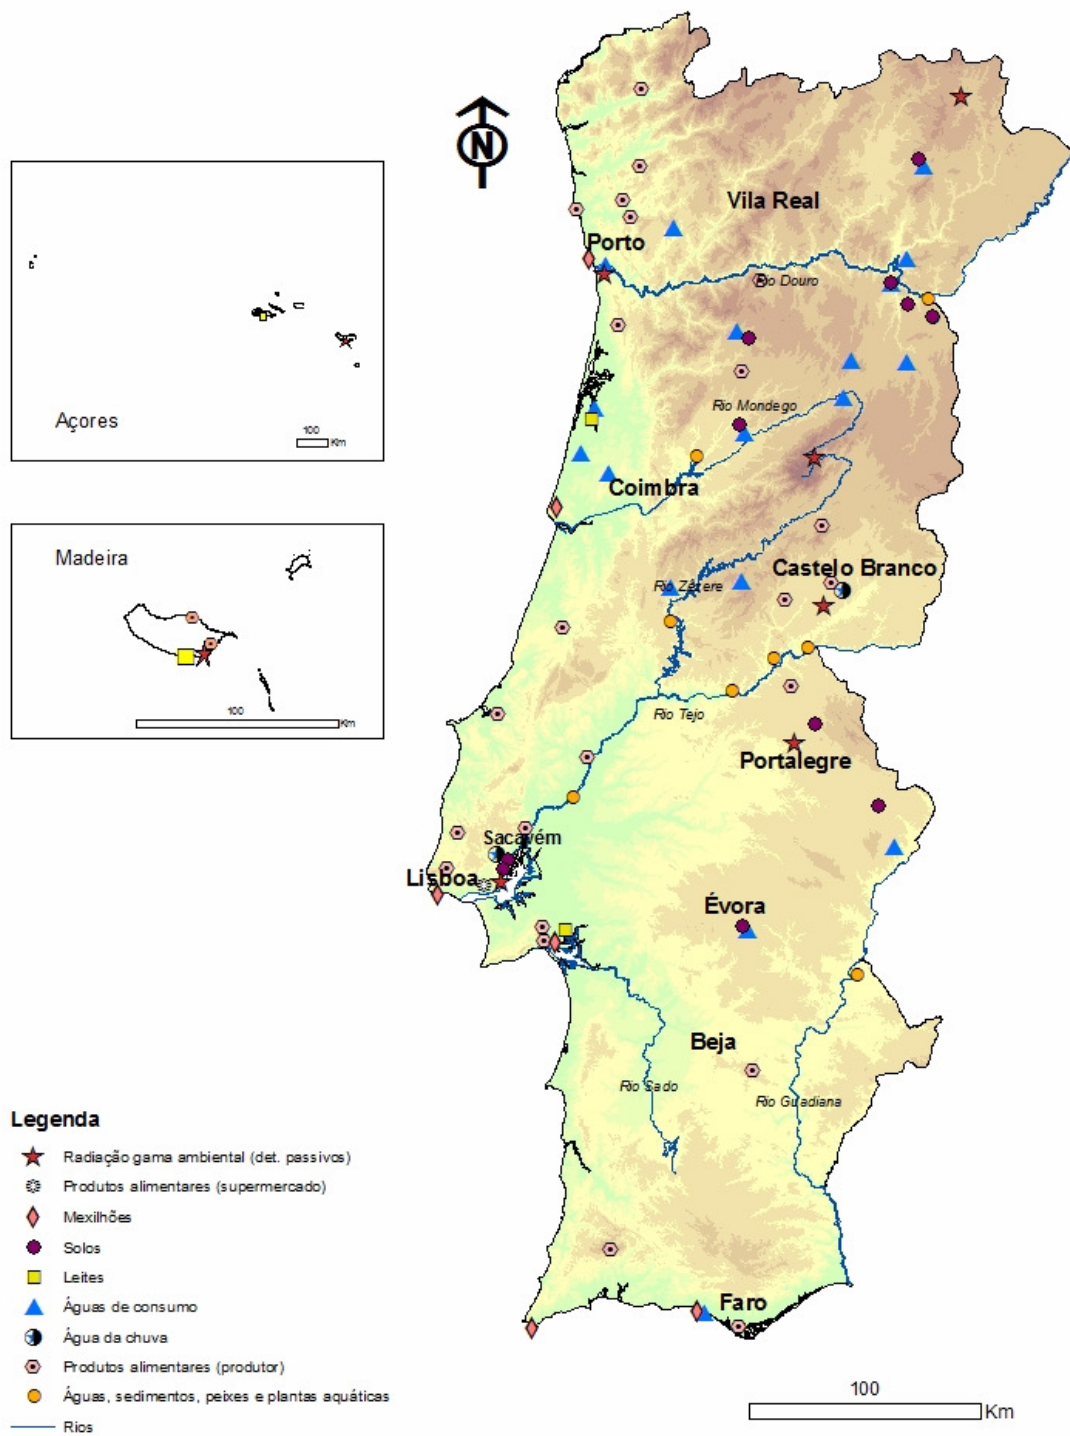 N
Vila Real
Porto
Rio Douro
Açores
100
Km
Rio Mondego
Coimbra
Madeira
100
Km
Castelo Branco
Rio Zêzere
Rio Tejo
Portalegre
Sacavém
Lisboa
Évora
Beja
Rio Sado
Rio Guadiana
Faro
Legenda
Radiação gama ambiental (det. passivos)
Produtos alimentares (supermercado)
Mexilhões
Solos
Leites
Águas de consumo
Água da chuva
Produtos alimentares (produtor)
Águas, sedimentos, peixes e plantas aquáticas
Rios
100
Km